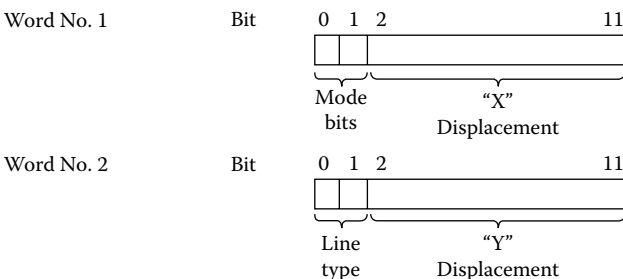 Word No. 1 Bit 0 1 2 11
Mode bits
“X” Displacement
Word No. 2 Bit 0 1 2 11
Line type
“Y” Displacement